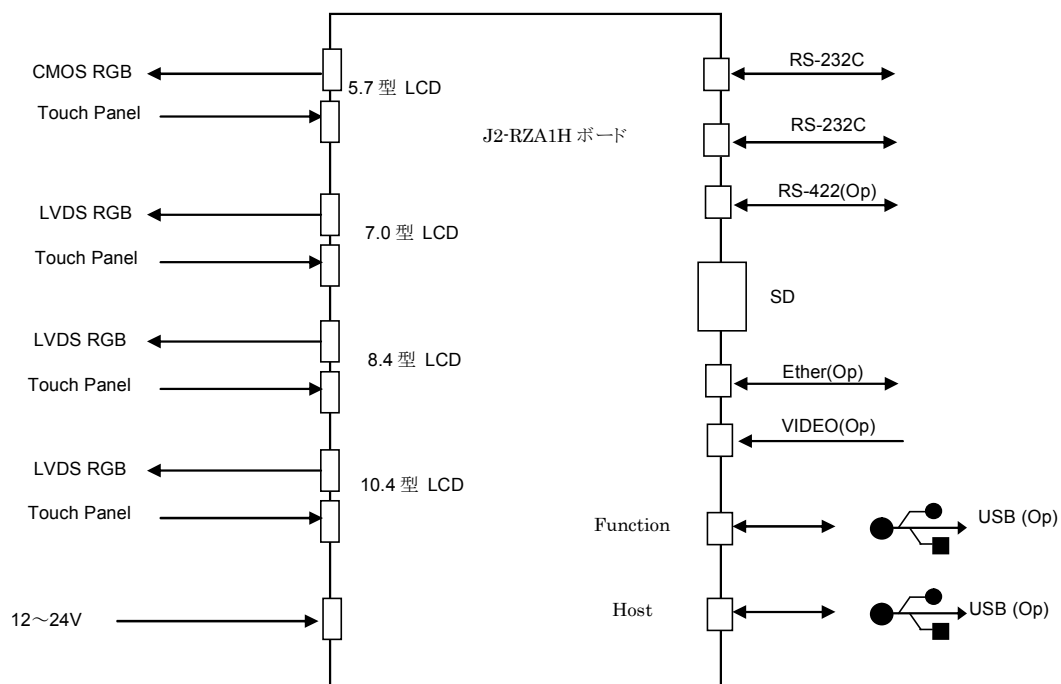 CMOS RGB
5.7 型 LCD
Touch Panel
J2-RZA1H ボード
LVDS RGB
7.0 型 LCD
Touch Panel
LVDS RGB
8.4 型 LCD
Touch Panel
LVDS RGB
10.4 型 LCD
Touch Panel
12～24V
RS-232C
RS-232C
RS-422(Op)
SD
Ether(Op)
VIDEO(Op)
Function
USB (Op)
Host
USB (Op)